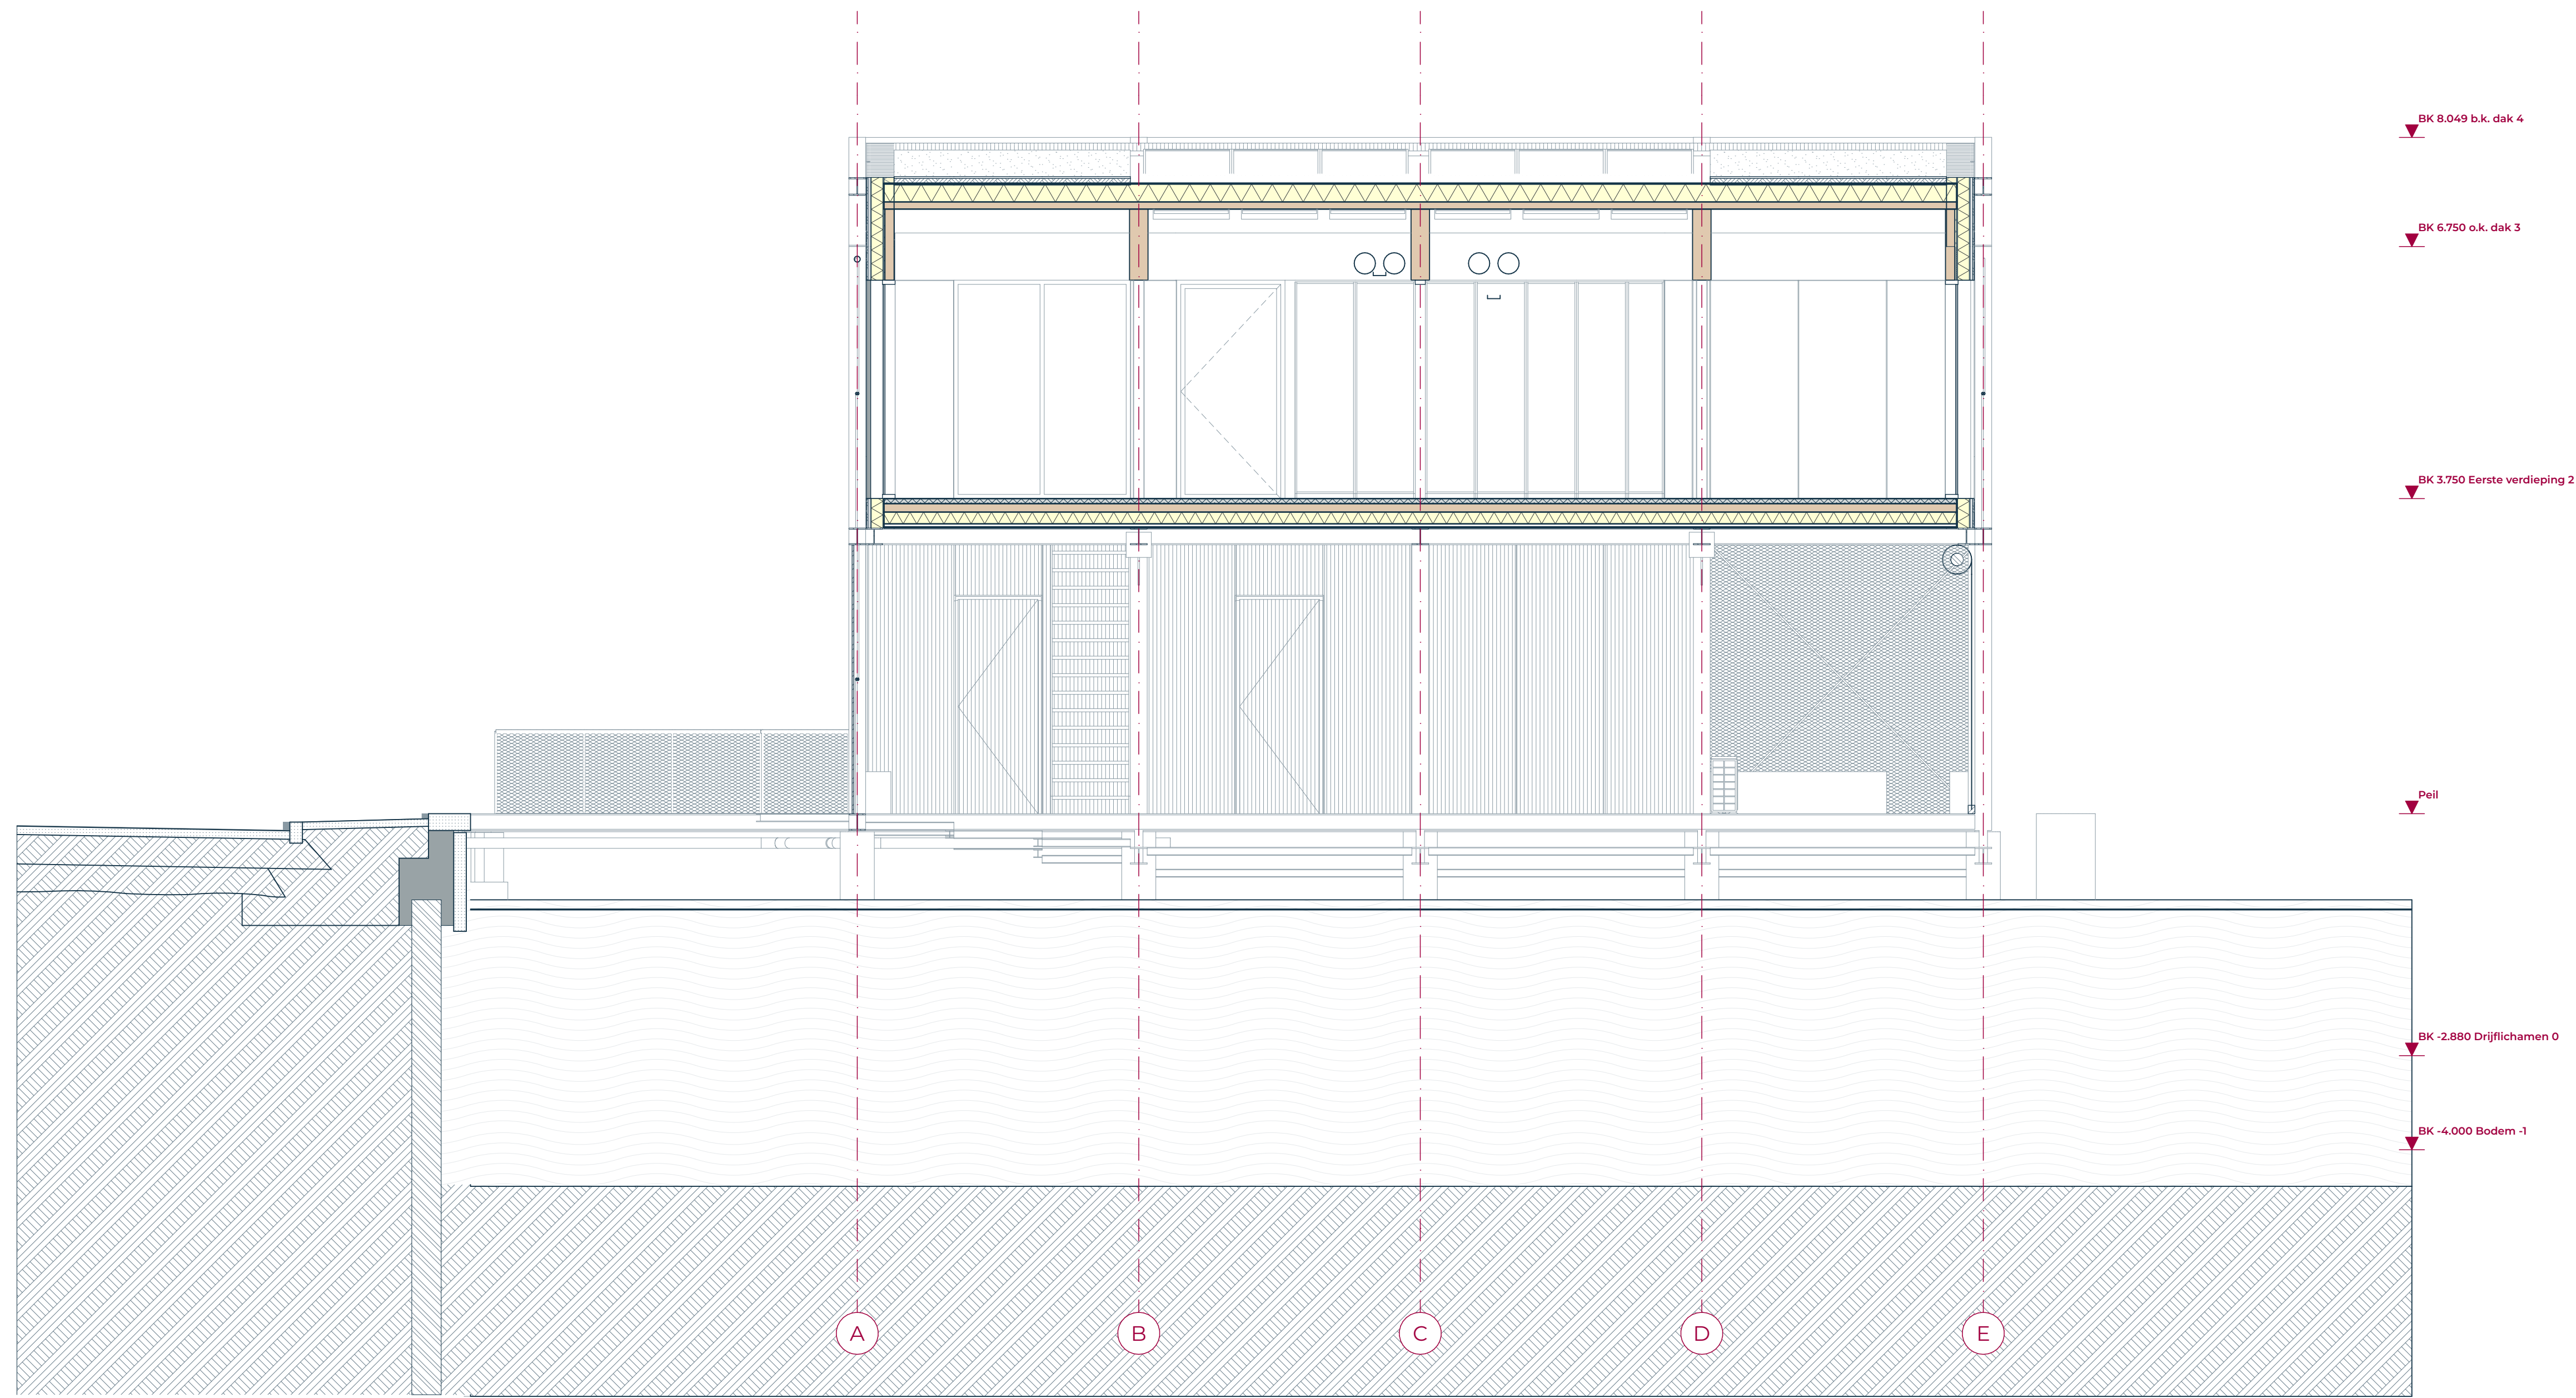 BK 8.049 b.k. dak 4
BK 6.750 o.k. dak 3
BK 3.750 Eerste verdieping 2
Peil
BK -2.880 Drijflichamen 0
BK -4.000 Bodem -1
A B C D E